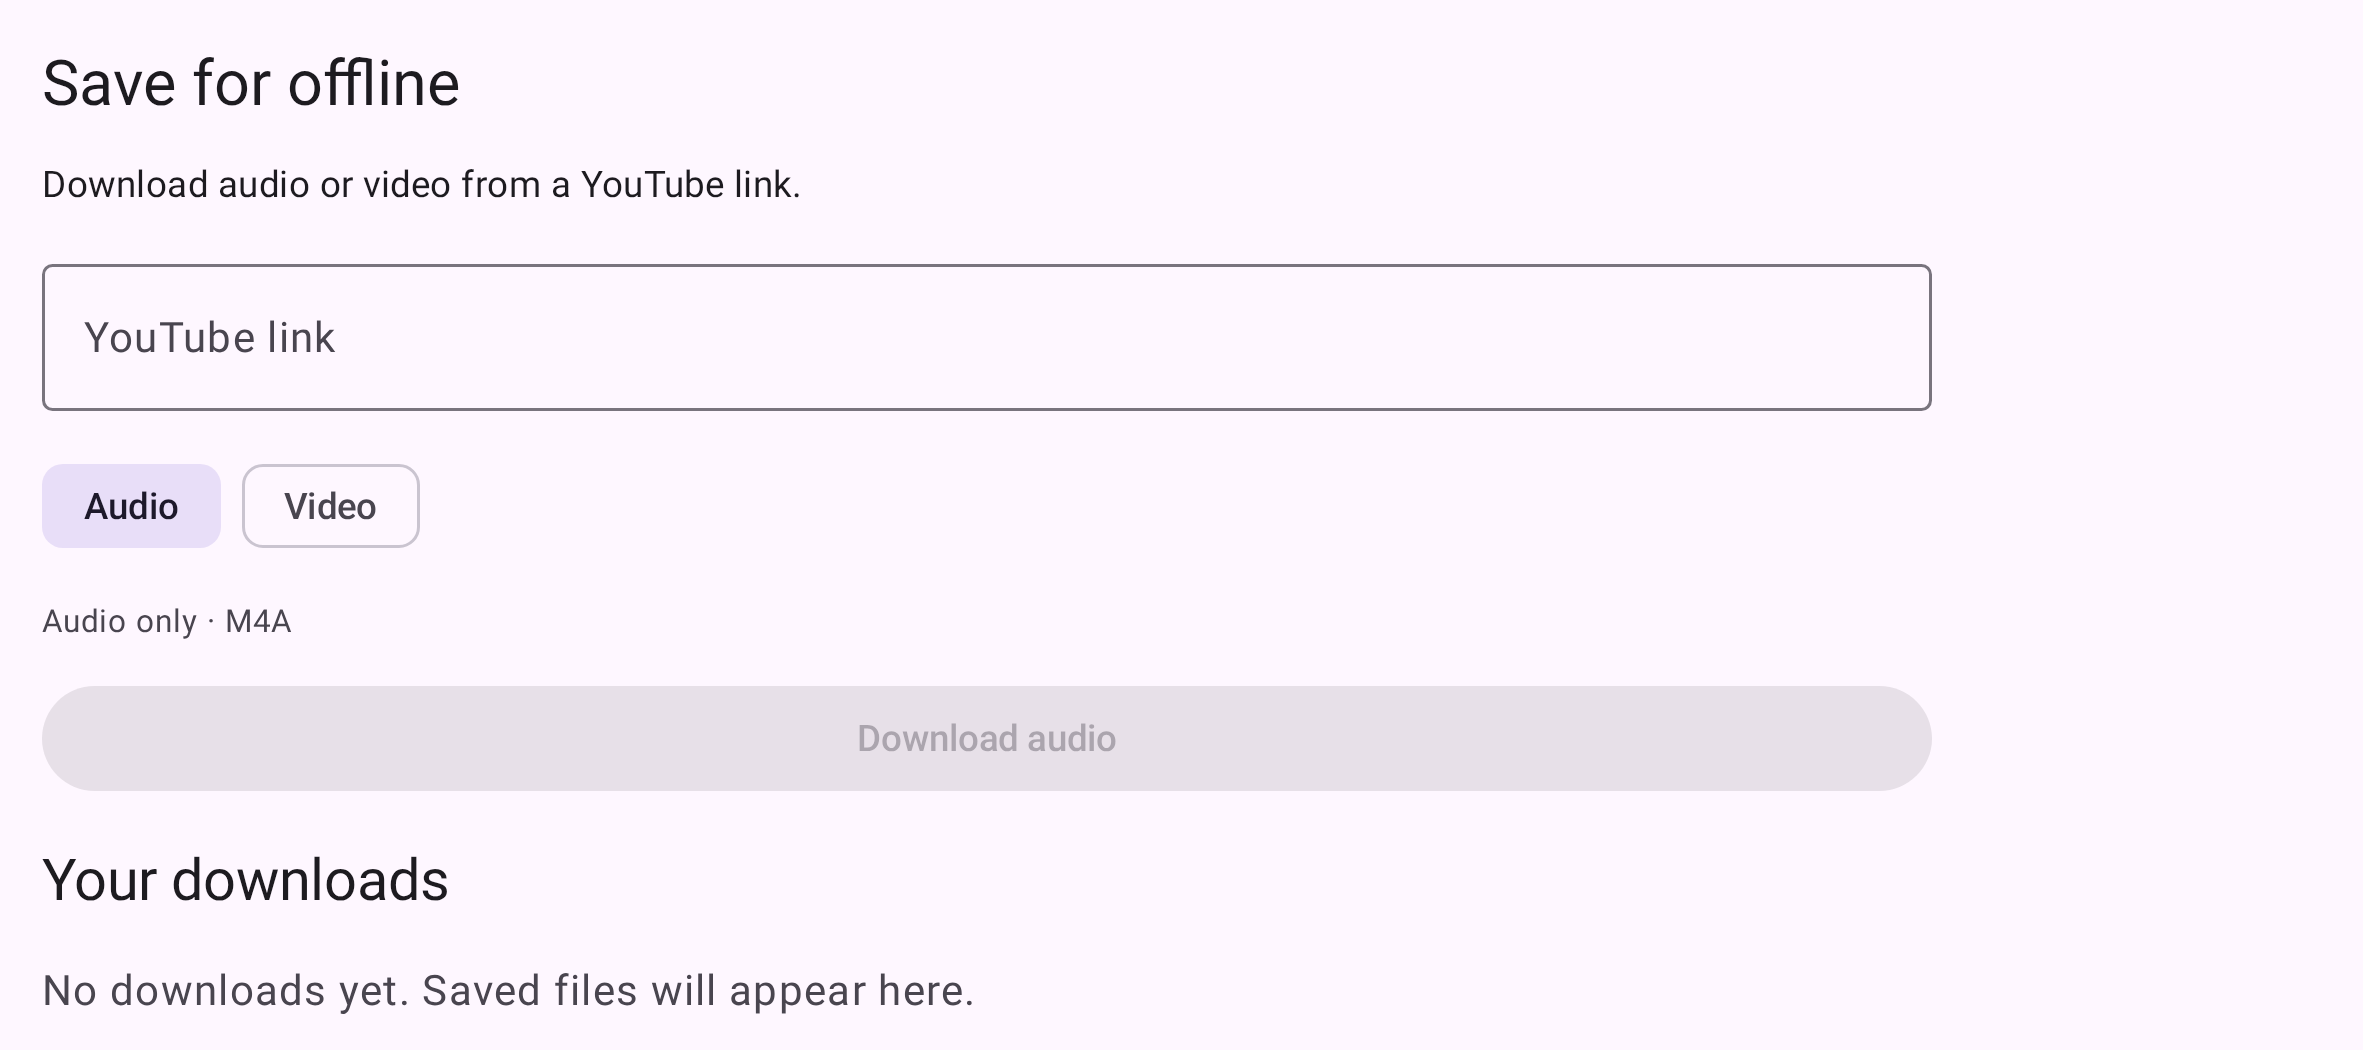 Save for offline
Download audio or video from a YouTube link.
YouTube link
Audio Video
Audio only · M4A
Download audio
Your downloads
No downloads yet. Saved files will appear here.